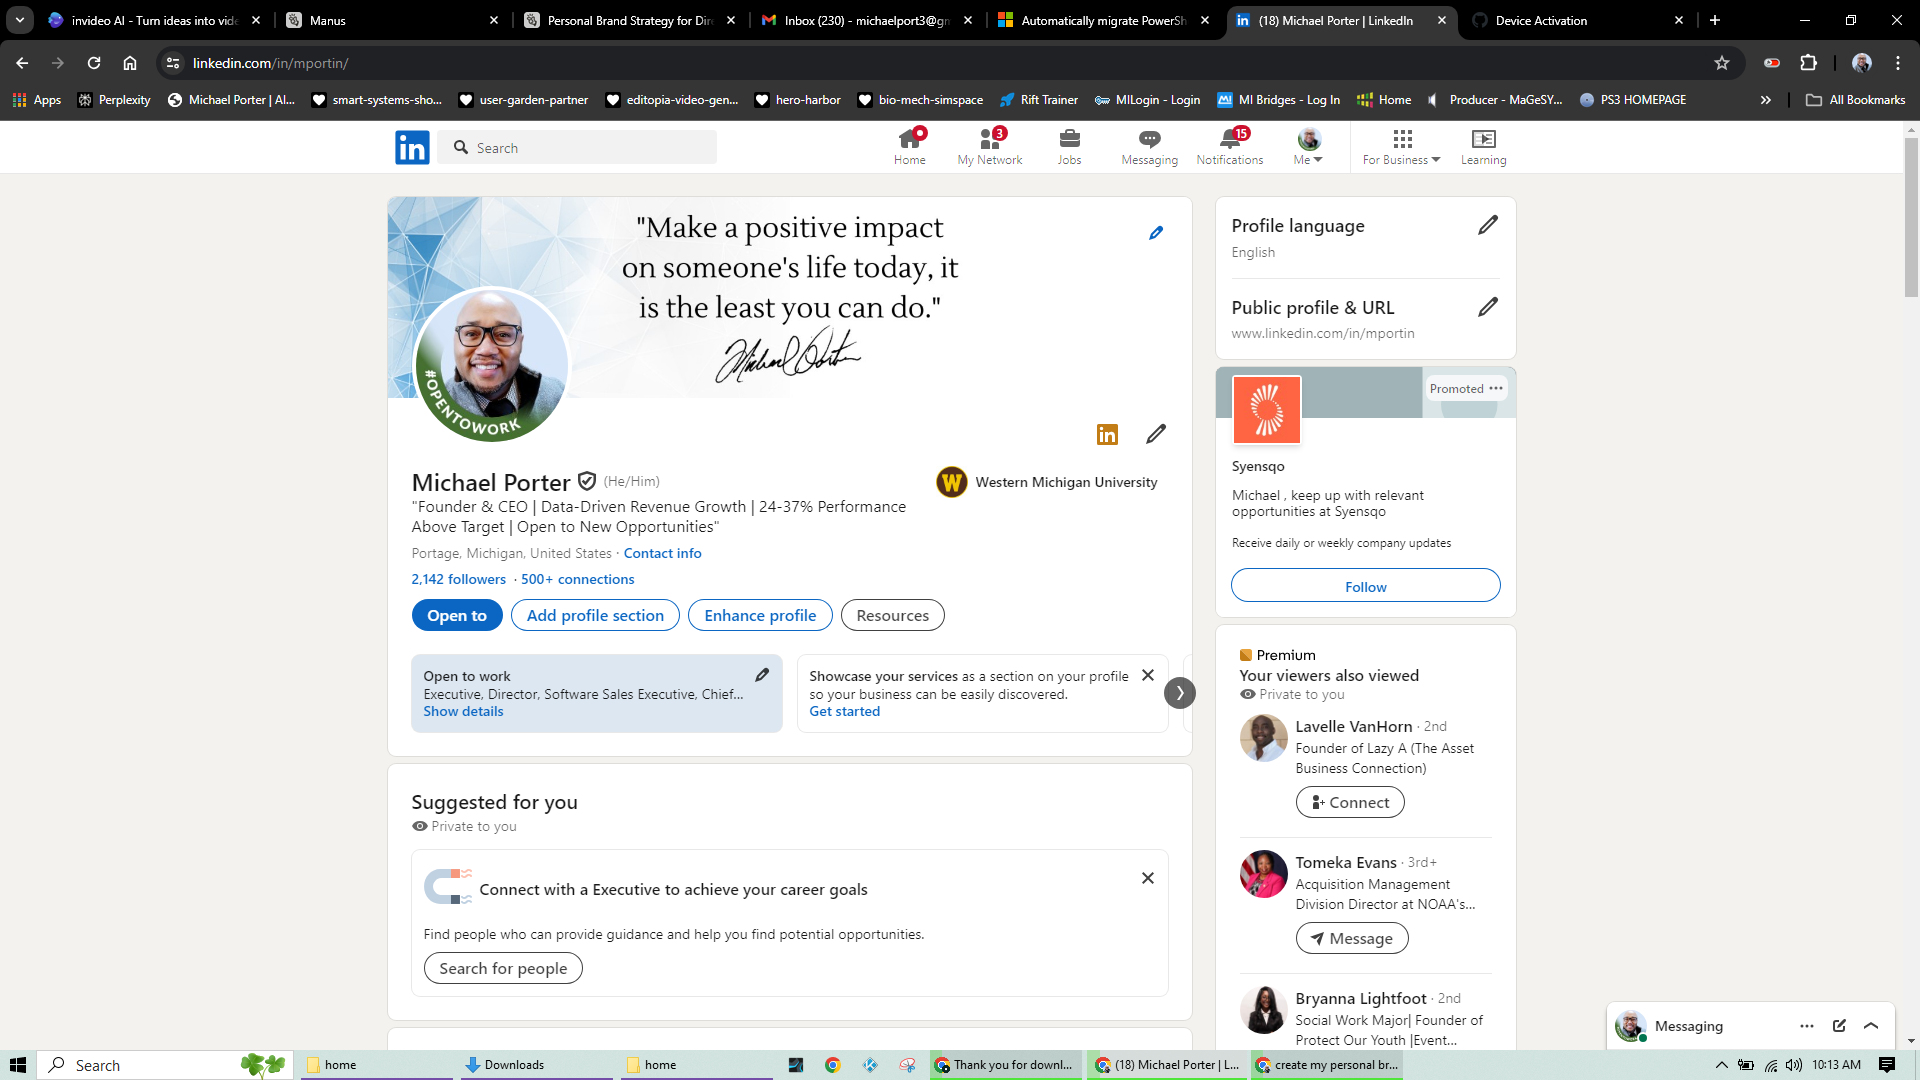 invideo AI - Turn ideas into vide
Manus
Personal Brand Strategy for Dire
Inbox (230) - michaelport3@gm
Automatically migrate PowerSh
(18) Michael Porter | LinkedIn
Device Activation
linkedin.com/in/mportin/
Apps
Perplexity
Michael Porter | AI...
smart-systems-sho...
user-garden-partner
editopia-video-gen...
hero-harbor
bio-mech-simspace
Rift Trainer
MILogin - Login
MI Bridges - Log In
Home
Producer - MaGeSY...
PS3 HOMEPAGE
All Bookmarks
in
Search
Home
3
My Network
Jobs
Messaging
15
Notifications
Me
For Business
Learning
"Make a positive impact
on someone's life today, it
is the least you can do."
Michael Porter
#OPENTOWORK
in
Michael Porter (He/Him)
W Western Michigan University
"Founder & CEO | Data-Driven Revenue Growth | 24-37% Performance
Above Target | Open to New Opportunities"
Portage, Michigan, United States · Contact info
2,142 followers · 500+ connections
Open to
Add profile section
Enhance profile
Resources
Open to work
Executive, Director, Software Sales Executive, Chief...
Show details
Showcase your services as a section on your profile
so your business can be easily discovered.
Get started
Suggested for you
Private to you
Connect with a Executive to achieve your career goals
Find people who can provide guidance and help you find potential opportunities.
Search for people
Profile language
English
Public profile & URL
www.linkedin.com/in/mportin
Promoted
Syensqo
Michael , keep up with relevant
opportunities at Syensqo
Receive daily or weekly company updates
Follow
Premium
Your viewers also viewed
Private to you
Lavelle VanHorn · 2nd
Founder of Lazy A (The Asset
Business Connection)
Connect
Tomeka Evans · 3rd+
Acquisition Management
Division Director at NOAA's...
Message
Bryanna Lightfoot · 2nd
Social Work Major| Founder of
Protect Our Youth |Event...
Messaging
Search
home
Downloads
home
Thank you for downl...
(18) Michael Porter | L...
create my personal br...
10:13 AM